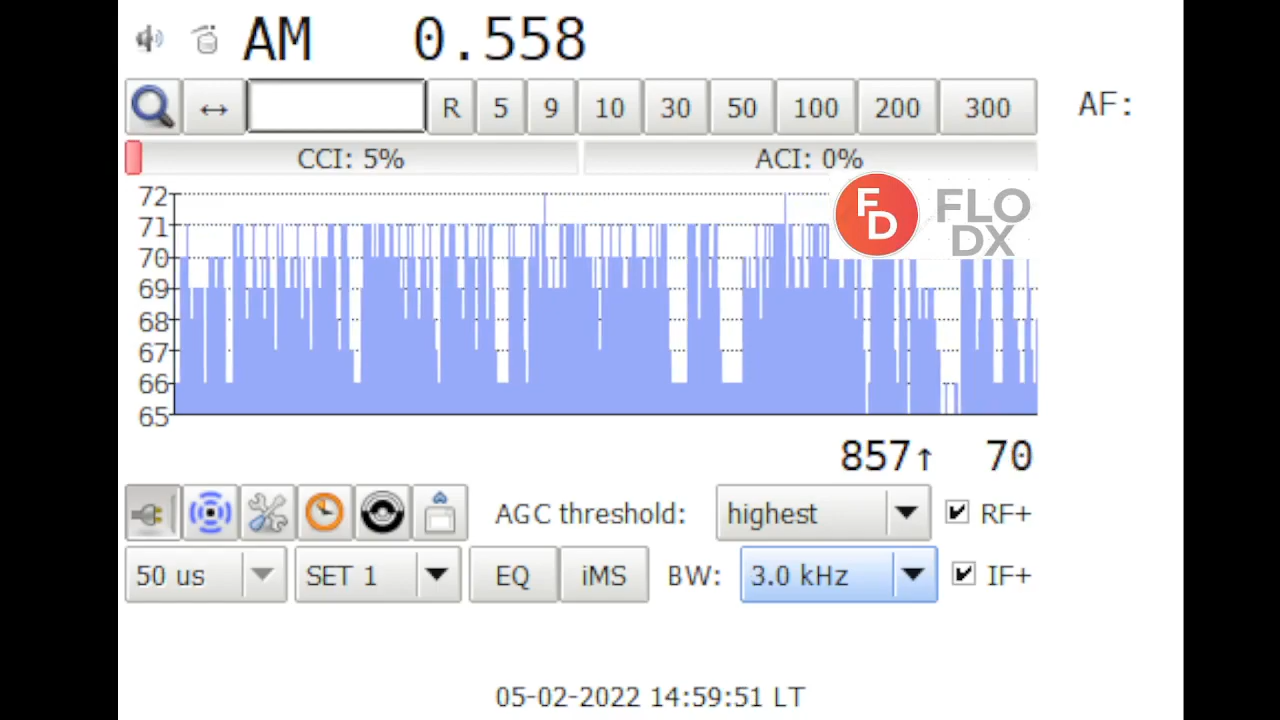 AM 0.558
↔ R 5 9 10 30 50 100 200 300 AF:
CCI: 5% ACI: 0%
72
71
70
69
68
67
66
65
FD FLO
DX
857↑ 70
AGC threshold: highest RF+
50 us SET 1 EQ iMS BW: 3.0 kHz IF+
05-02-2022 14:59:51 LT